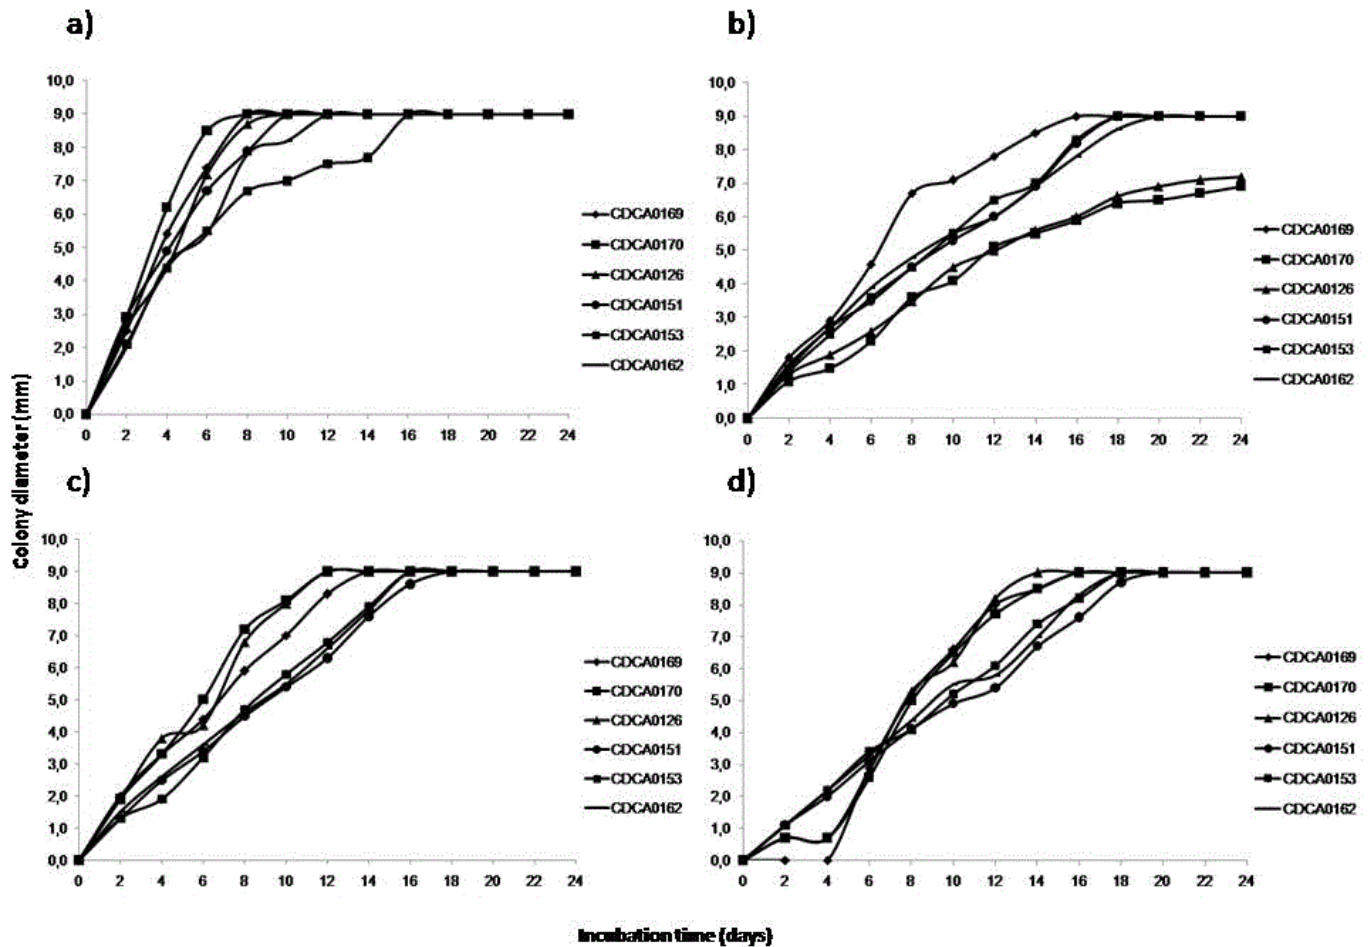 a)
b)
10,0
9,0
8,0
7,0
6,0
5,0
4,0
3,0
2,0
1,0
0,0
0 2 4 6 8 10 12 14 16 18 20 22 24
CDCA0169
CDCA0170
CDCA0126
CDCA0151
CDCA0153
CDCA0162
10,0
9,0
8,0
7,0
6,0
5,0
4,0
3,0
2,0
1,0
0,0
0 2 4 6 8 10 12 14 16 18 20 22 24
CDCA0169
CDCA0170
CDCA0126
CDCA0151
CDCA0153
CDCA0162
Colony diameter (mm)
c)
d)
10,0
9,0
8,0
7,0
6,0
5,0
4,0
3,0
2,0
1,0
0,0
0 2 4 6 8 10 12 14 16 18 20 22 24
CDCA0169
CDCA0170
CDCA0126
CDCA0151
CDCA0153
CDCA0162
10,0
9,0
8,0
7,0
6,0
5,0
4,0
3,0
2,0
1,0
0,0
0 2 4 6 8 10 12 14 16 18 20 22 24
CDCA0169
CDCA0170
CDCA0126
CDCA0151
CDCA0153
CDCA0162
Incubation time (days)